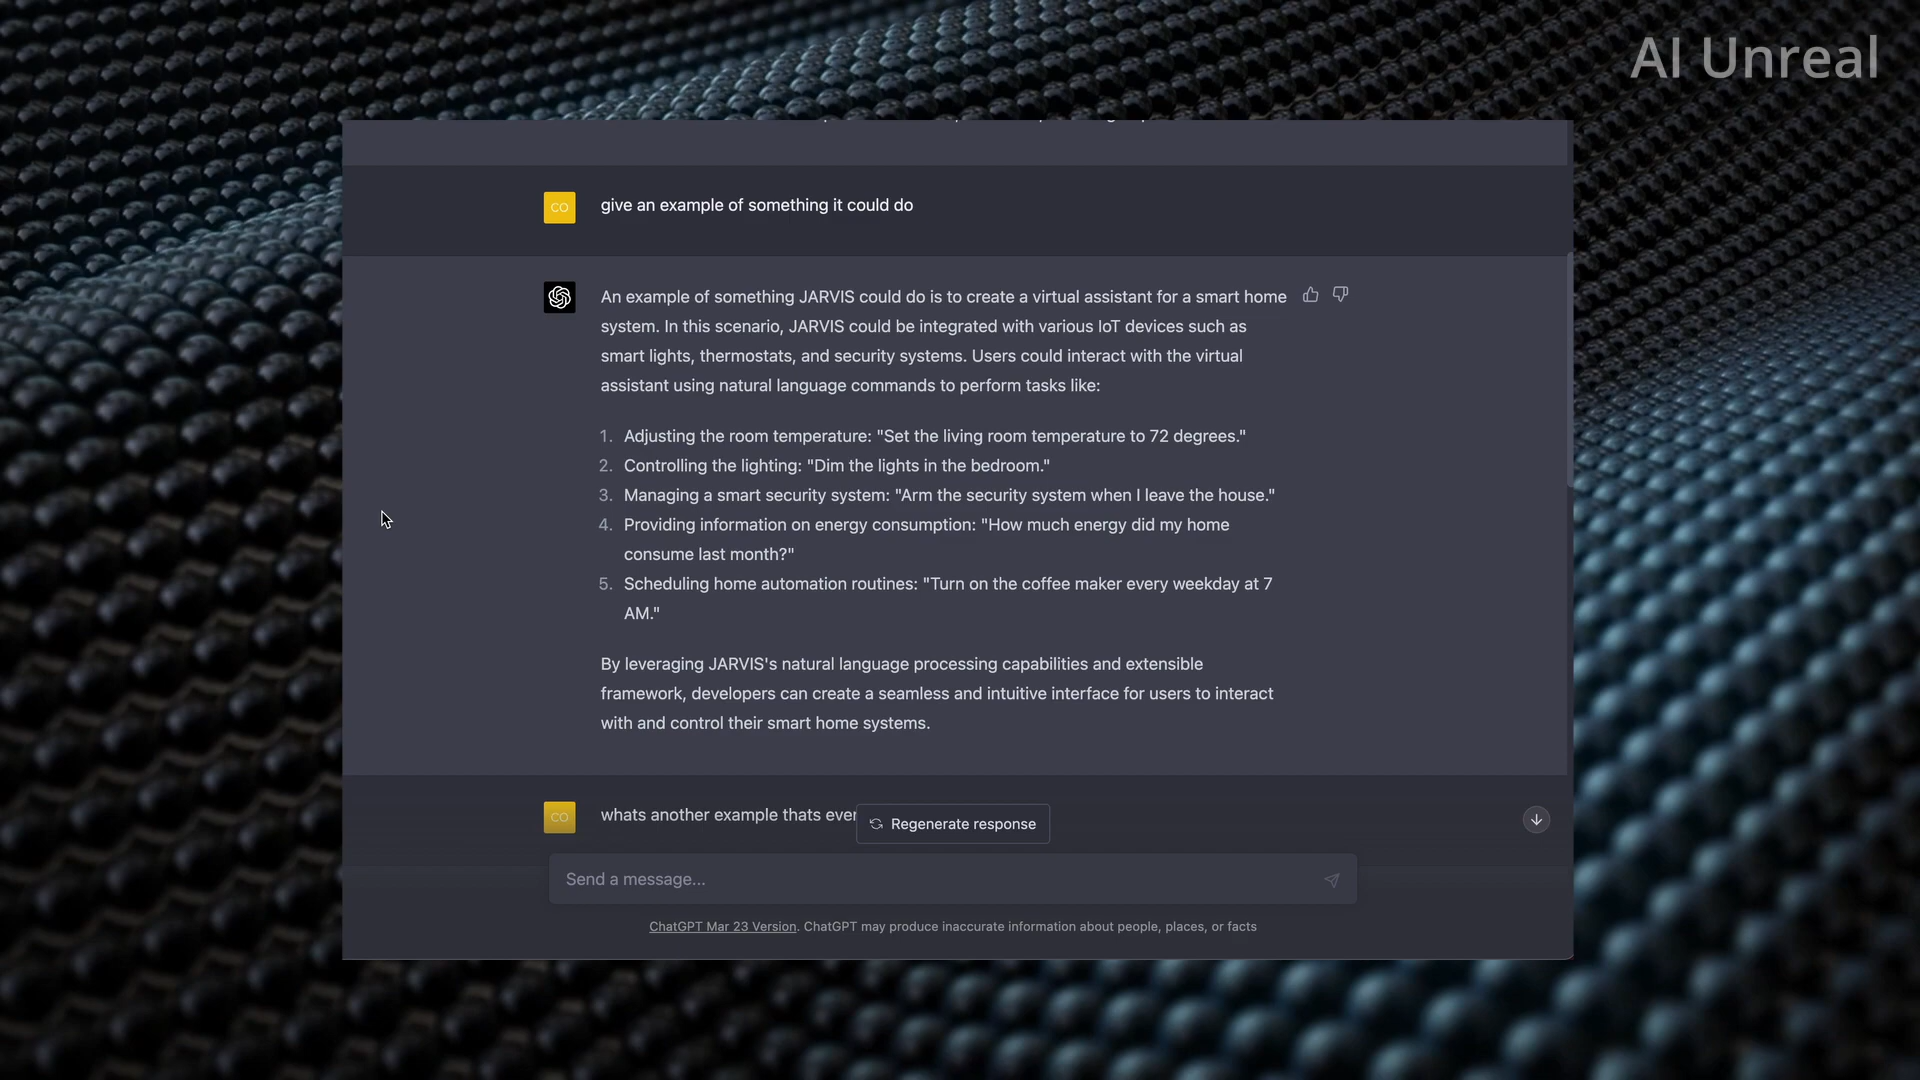 AI Unreal
CO
give an example of something it could do
An example of something JARVIS could do is to create a virtual assistant for a smart home
system. In this scenario, JARVIS could be integrated with various IoT devices such as
smart lights, thermostats, and security systems. Users could interact with the virtual
assistant using natural language commands to perform tasks like:
1. Adjusting the room temperature: "Set the living room temperature to 72 degrees."
2. Controlling the lighting: "Dim the lights in the bedroom."
3. Managing a smart security system: "Arm the security system when I leave the house."
4. Providing information on energy consumption: "How much energy did my home
consume last month?"
5. Scheduling home automation routines: "Turn on the coffee maker every weekday at 7
AM."
By leveraging JARVIS's natural language processing capabilities and extensible
framework, developers can create a seamless and intuitive interface for users to interact
with and control their smart home systems.
CO
whats another example thats
Regenerate response
Send a message...
ChatGPT Mar 23 Version. ChatGPT may produce inaccurate information about people, places, or facts